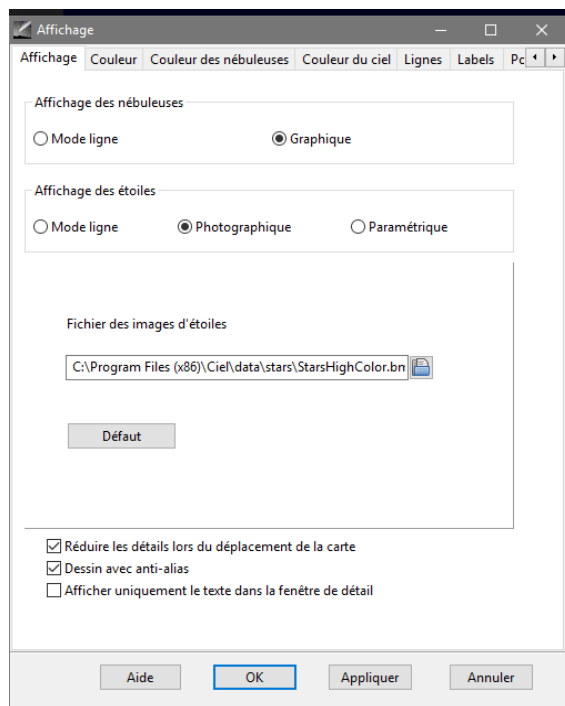 Affichage
Affichage Couleur Couleur des nébuleuses Couleur du ciel Lignes Labels
Affichage des nébuleuses
Mode ligne Graphique
Affichage des étoiles
Mode ligne Photographique Paramétrique
Fichier des images d'étoiles
C:\Program Files (x86)\Ciel\data\stars\StarsHighColor.bm
Défaut
Réduire les détails lors du déplacement de la carte
Dessin avec anti-alias
Afficher uniquement le texte dans la fenêtre de détail
Aide OK Appliquer Annuler